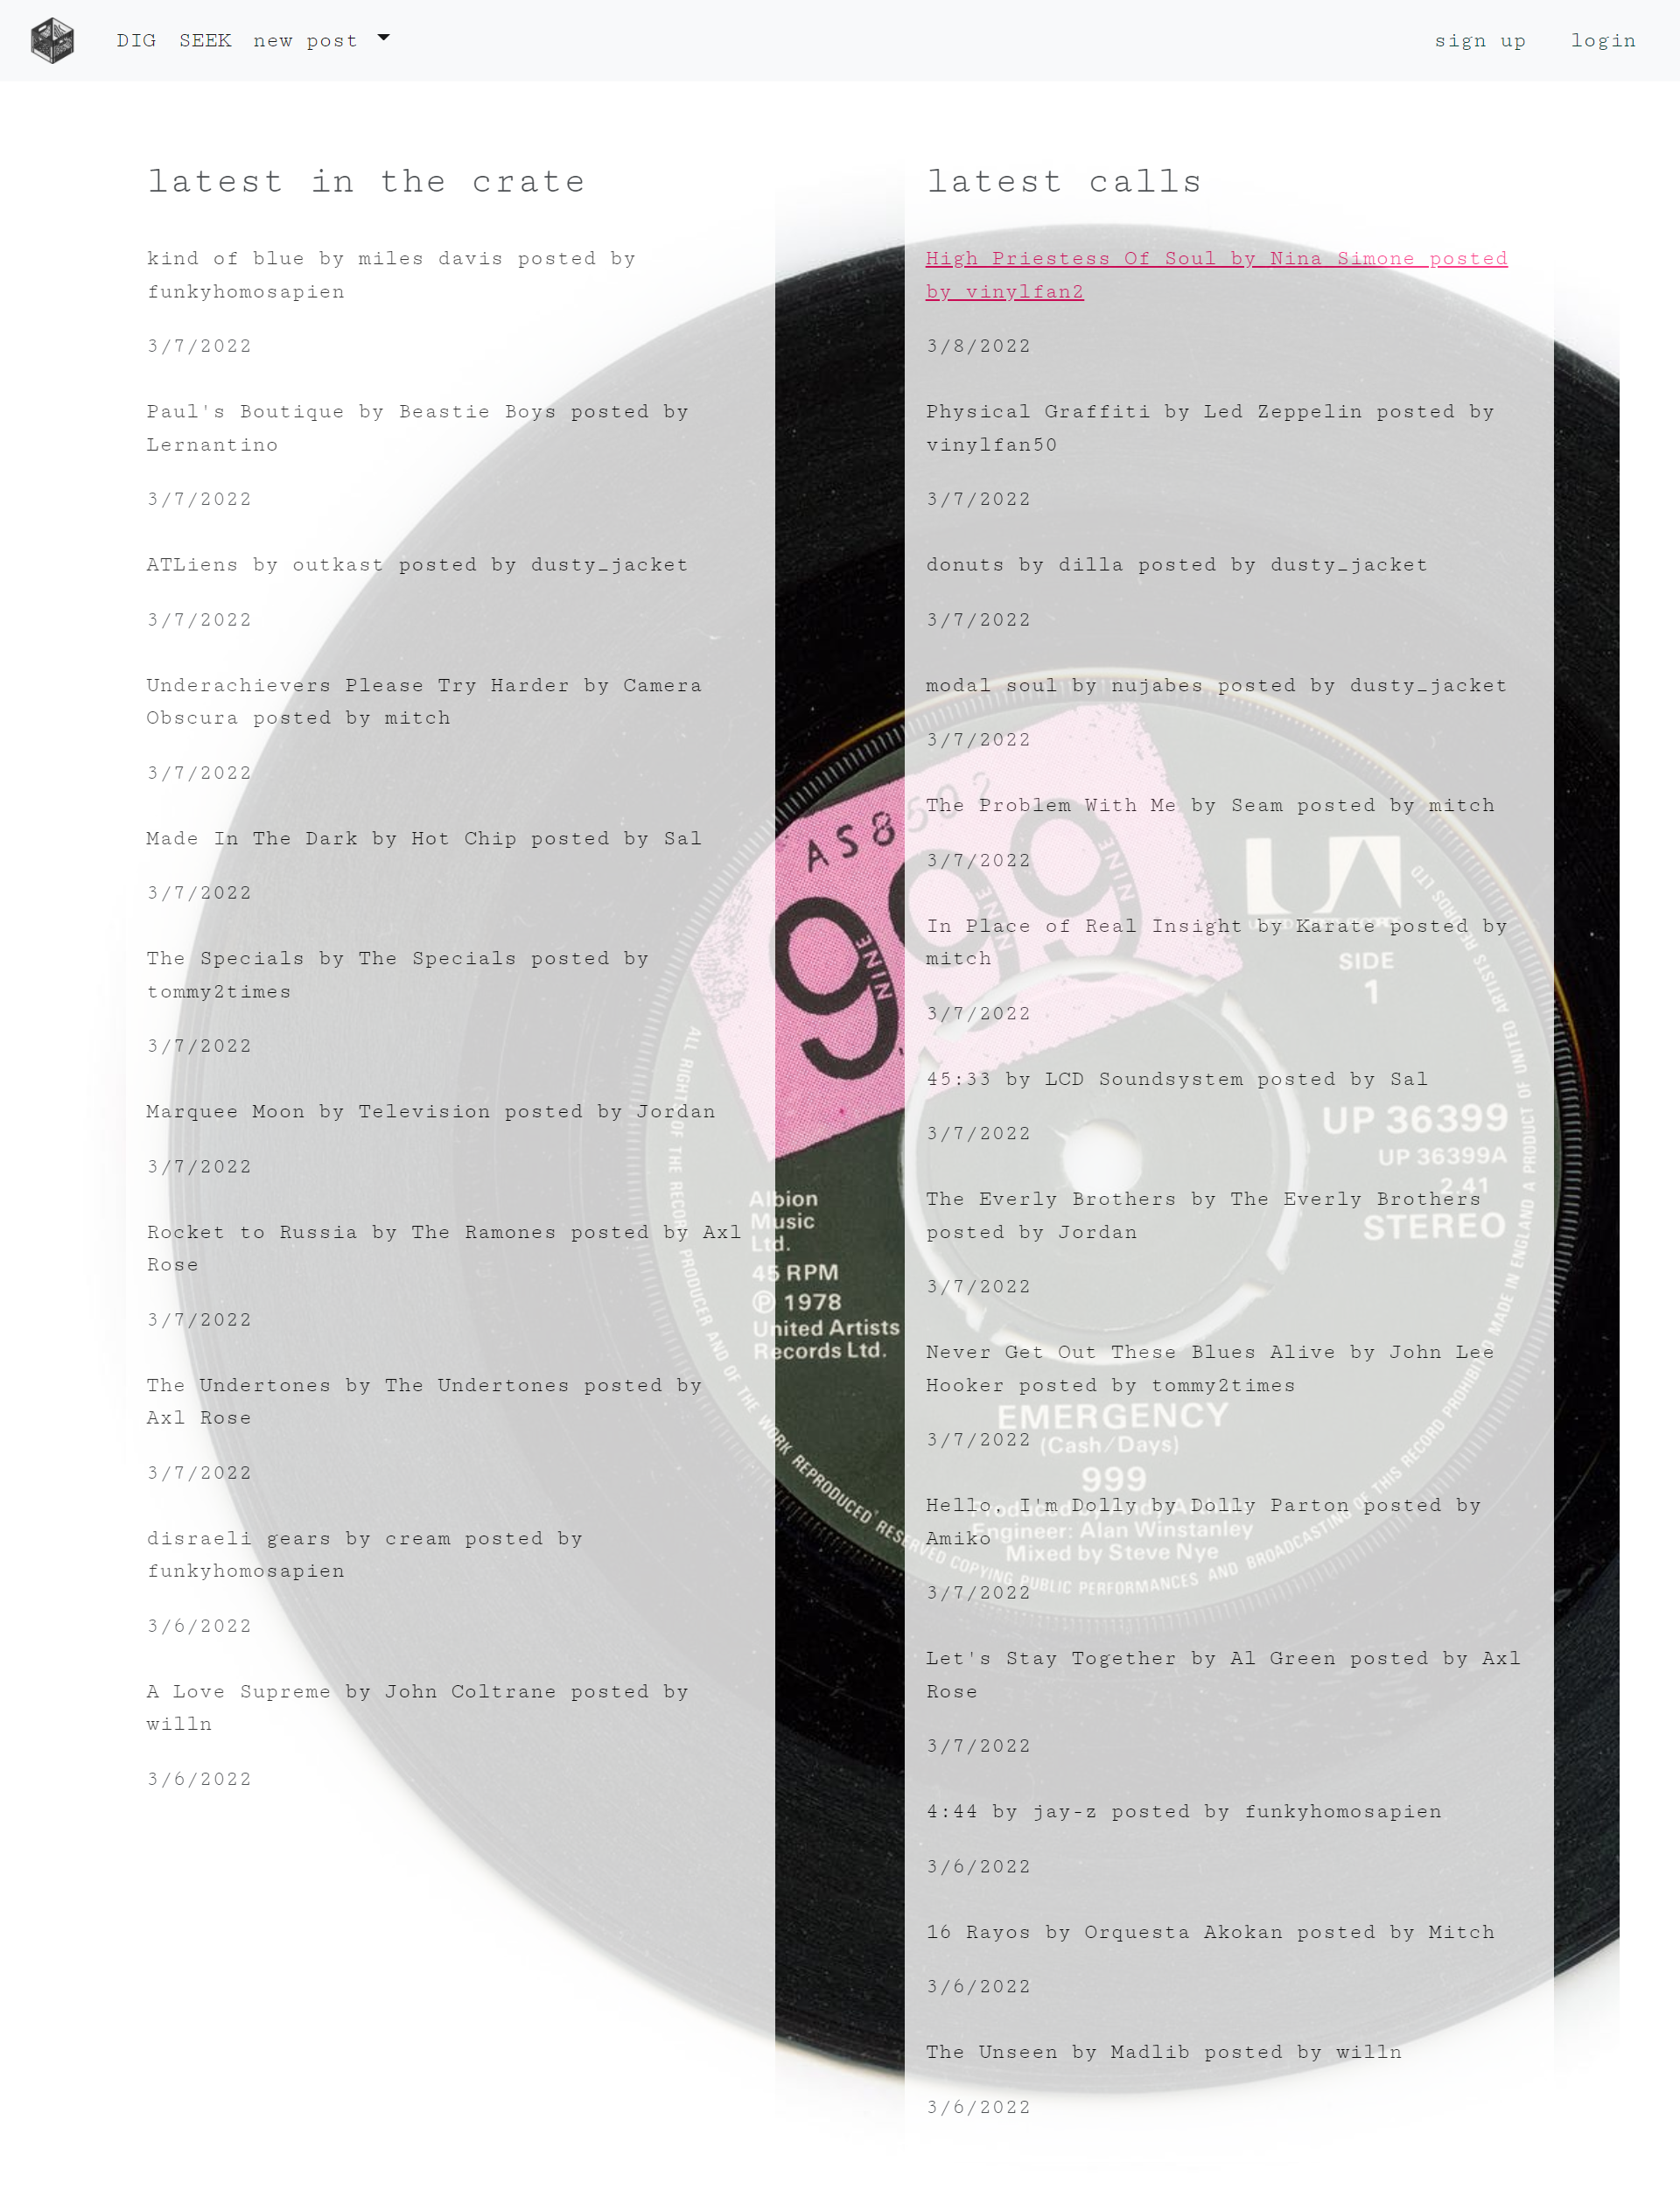 DIG SEEK new post
sign up login
latest in the crate
kind of blue by miles davis posted by
funkyhomosapien
3/7/2022
Paul's Boutique by Beastie Boys posted by
Lernantino
3/7/2022
ATLiens by outkast posted by dusty_jacket
3/7/2022
Underachievers Please Try Harder by Camera
Obscura posted by mitch
3/7/2022
Made In The Dark by Hot Chip posted by Sal
3/7/2022
The Specials by The Specials posted by
tommy2times
3/7/2022
Marquee Moon by Television posted by Jordan
3/7/2022
Rocket to Russia by The Ramones posted by Axl
Rose
3/7/2022
The Undertones by The Undertones posted by
Axl Rose
3/7/2022
disraeli gears by cream posted by
funkyhomosapien
3/6/2022
A Love Supreme by John Coltrane posted by
willn
3/6/2022
latest calls
High Priestess Of Soul by Nina Simone posted
by vinylfan2
3/8/2022
Physical Graffiti by Led Zeppelin posted by
vinylfan50
3/7/2022
donuts by dilla posted by dusty_jacket
3/7/2022
modal soul by nujabes posted by dusty_jacket
3/7/2022
The Problem With Me by Seam posted by mitch
3/7/2022
In Place of Real Insight by Karate posted by
mitch
3/7/2022
45:33 by LCD Soundsystem posted by Sal
3/7/2022
The Everly Brothers by The Everly Brothers
posted by Jordan
3/7/2022
Never Get Out These Blues Alive by John Lee
Hooker posted by tommy2times
3/7/2022
Hello, I'm Dolly by Dolly Parton posted by
Amiko
3/7/2022
Let's Stay Together by Al Green posted by Axl
Rose
3/7/2022
4:44 by jay-z posted by funkyhomosapien
3/6/2022
16 Rayos by Orquesta Akokan posted by Mitch
3/6/2022
The Unseen by Madlib posted by willn
3/6/2022
AS8502
999
NINE NINE NINE
UA
SIDE
1
UP 36399
UP 36399A
2.41
STEREO
Albion
Music
Ltd.
45 RPM
Ⓟ 1978
United Artists
Records Ltd.
EMERGENCY
(Cash/Days)
999
Produced by Andy
Engineer: Alan Winstanley
Mixed by Steve Nye
ALL RIGHTS OF THE RECORD PRODUCER AND OF THE WORK REPRODUCED RESERVED COPYING PUBLIC PERFORMANCES AND BROADCASTING OF THIS RECORD PROHIBITED MADE IN ENGLAND A PRODUCT OF UNITED ARTISTS RECORDS LTD